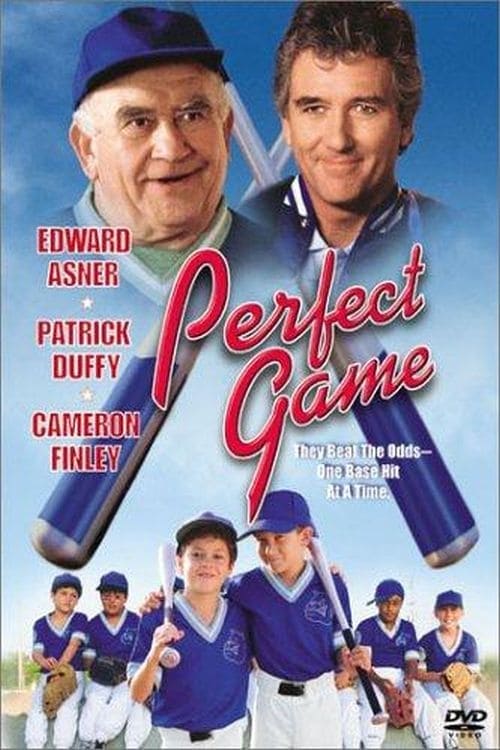 EDWARD
ASNER
PATRICK
DUFFY
CAMERON
FINLEY
Perfect
Game
They Beat The Odds—
One Base Hit
At A Time.
DVD
VIDEO